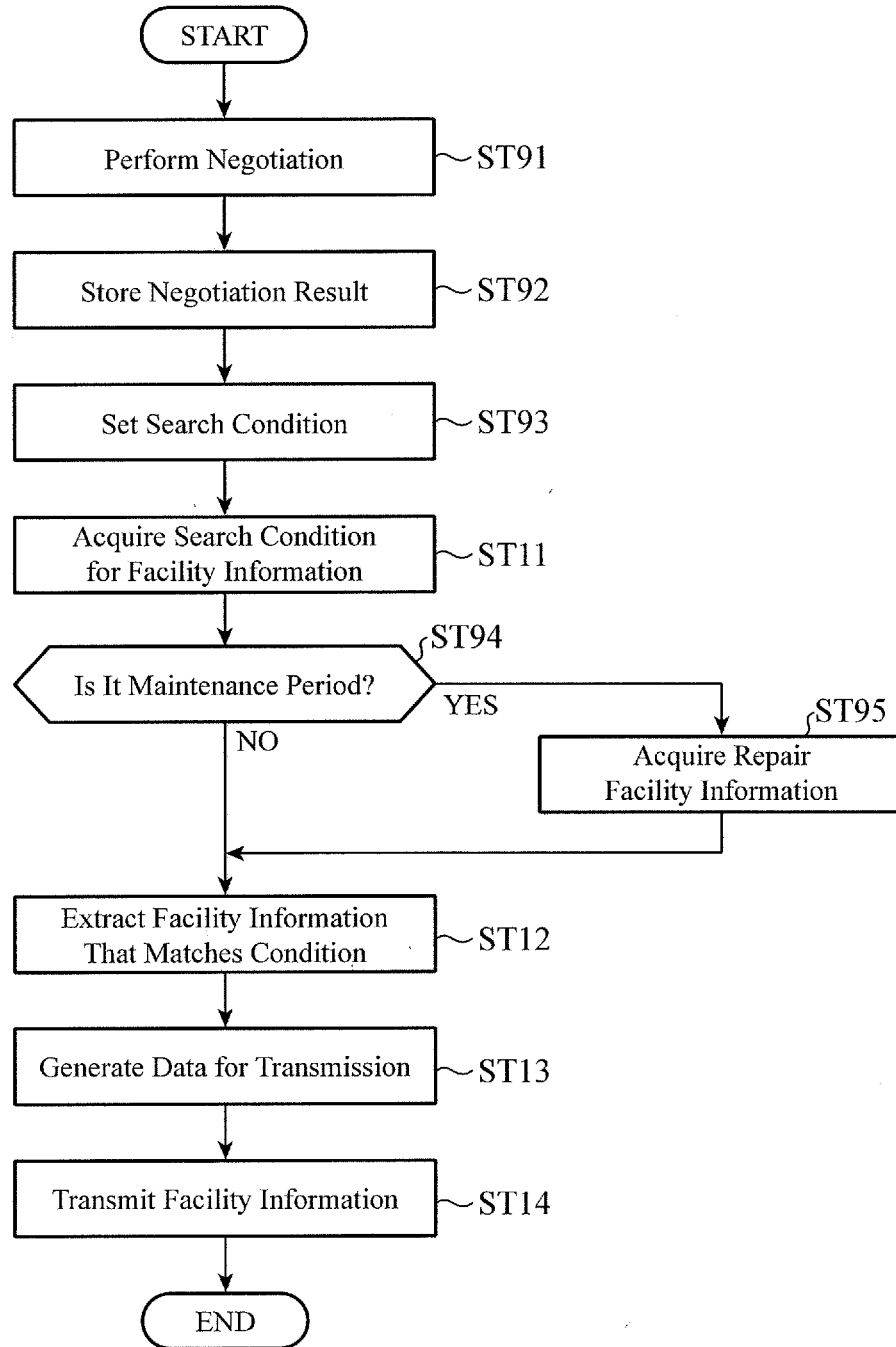 START
Perform Negotiation
ST91
Store Negotiation Result
ST92
Set Search Condition
ST93
Acquire Search Condition
for Facility Information
ST11
ST94
Is It Maintenance Period?
YES
NO
ST95
Acquire Repair
Facility Information
Extract Facility Information
That Matches Condition
ST12
Generate Data for Transmission
ST13
Transmit Facility Information
ST14
END